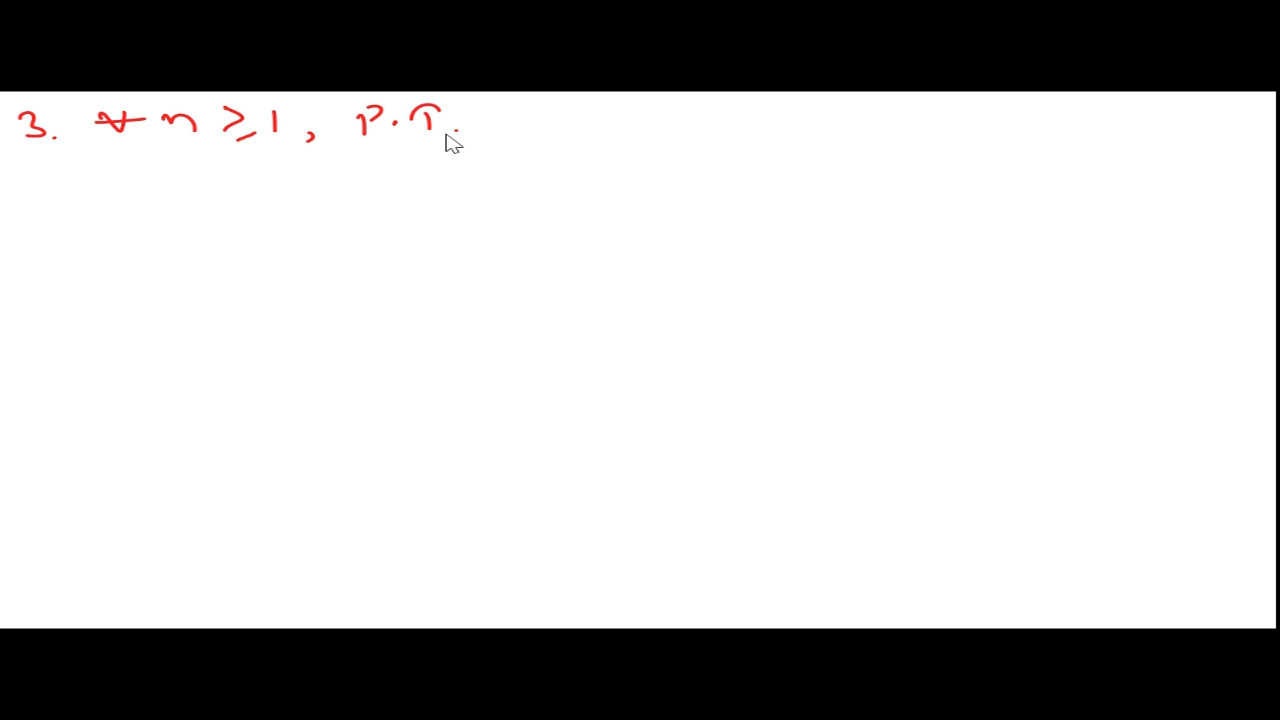 3. ∀ n ≥ 1, P.T.